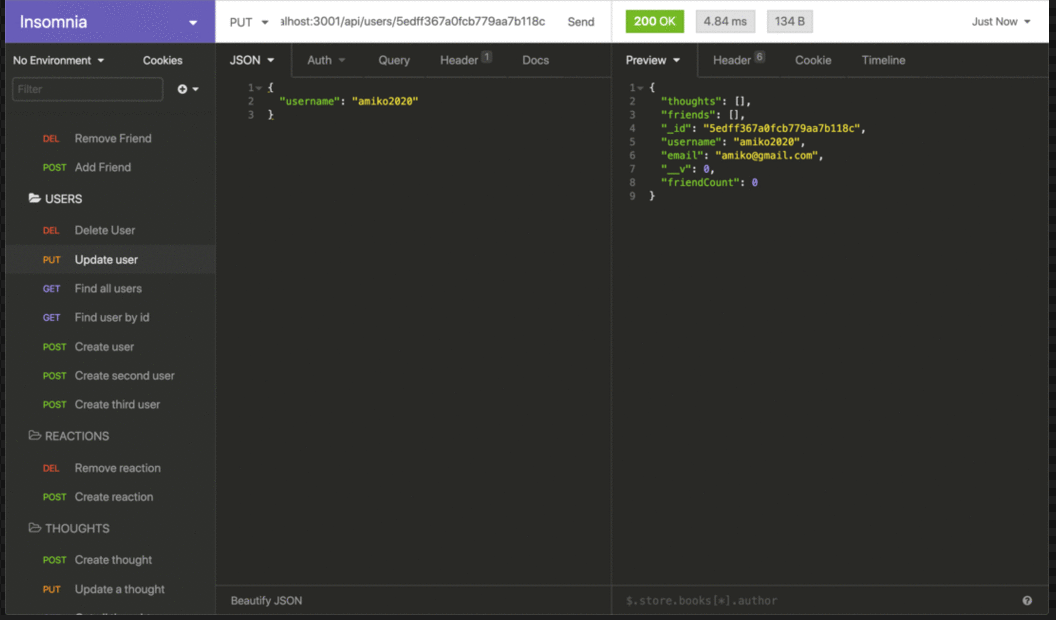 Insomnia
PUT alhost:3001/api/users/5edff367a0fcb779aa7b118c Send
200 OK 4.84 ms 134 B Just Now
No Environment Cookies
Filter
DEL Remove Friend
POST Add Friend
USERS
DEL Delete User
PUT Update user
GET Find all users
GET Find user by id
POST Create user
POST Create second user
POST Create third user
REACTIONS
DEL Remove reaction
POST Create reaction
THOUGHTS
POST Create thought
PUT Update a thought
JSON Auth Query Header 1 Docs
1 {
2 "username": "amiko2020"
3 }
Beautify JSON
Preview Header 6 Cookie Timeline
1 {
2 "thoughts": [],
3 "friends": [],
4 "_id": "5edff367a0fcb779aa7b118c",
5 "username": "amiko2020",
6 "email": "amiko@gmail.com",
7 "__v": 0,
8 "friendCount": 0
9 }
$.store.books[*].author